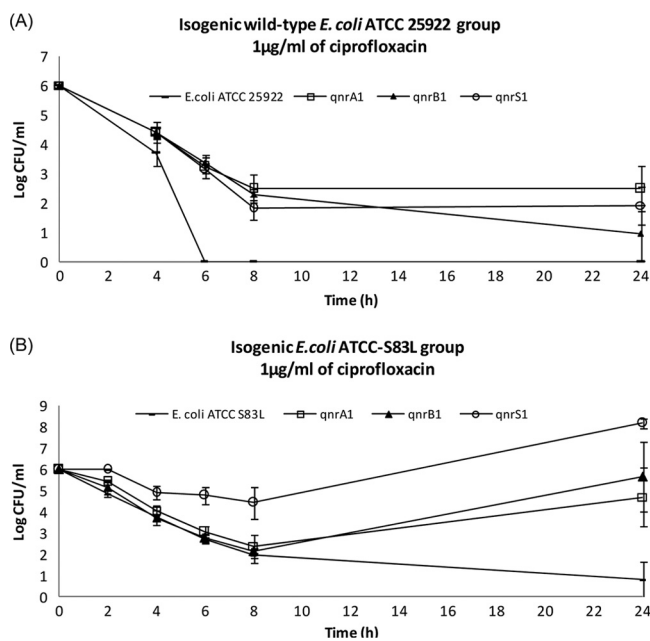 (A)
Isogenic wild-type E. coli ATCC 25922 group
1µg/ml of ciprofloxacin
E.coli ATCC 25922 qnrA1 qnrB1 qnrS1
Log CFU/ml
7
6
5
4
3
2
1
0
0 2 4 6 8 10 12 14 16 18 20 22 24
Time (h)
(B)
Isogenic E.coli ATCC-S83L group
1µg/ml of ciprofloxacin
E. coli ATCC S83L qnrA1 qnrB1 qnrS1
Log CFU/ml
9
8
7
6
5
4
3
2
1
0
0 2 4 6 8 10 12 14 16 18 20 22 24
Time (h)